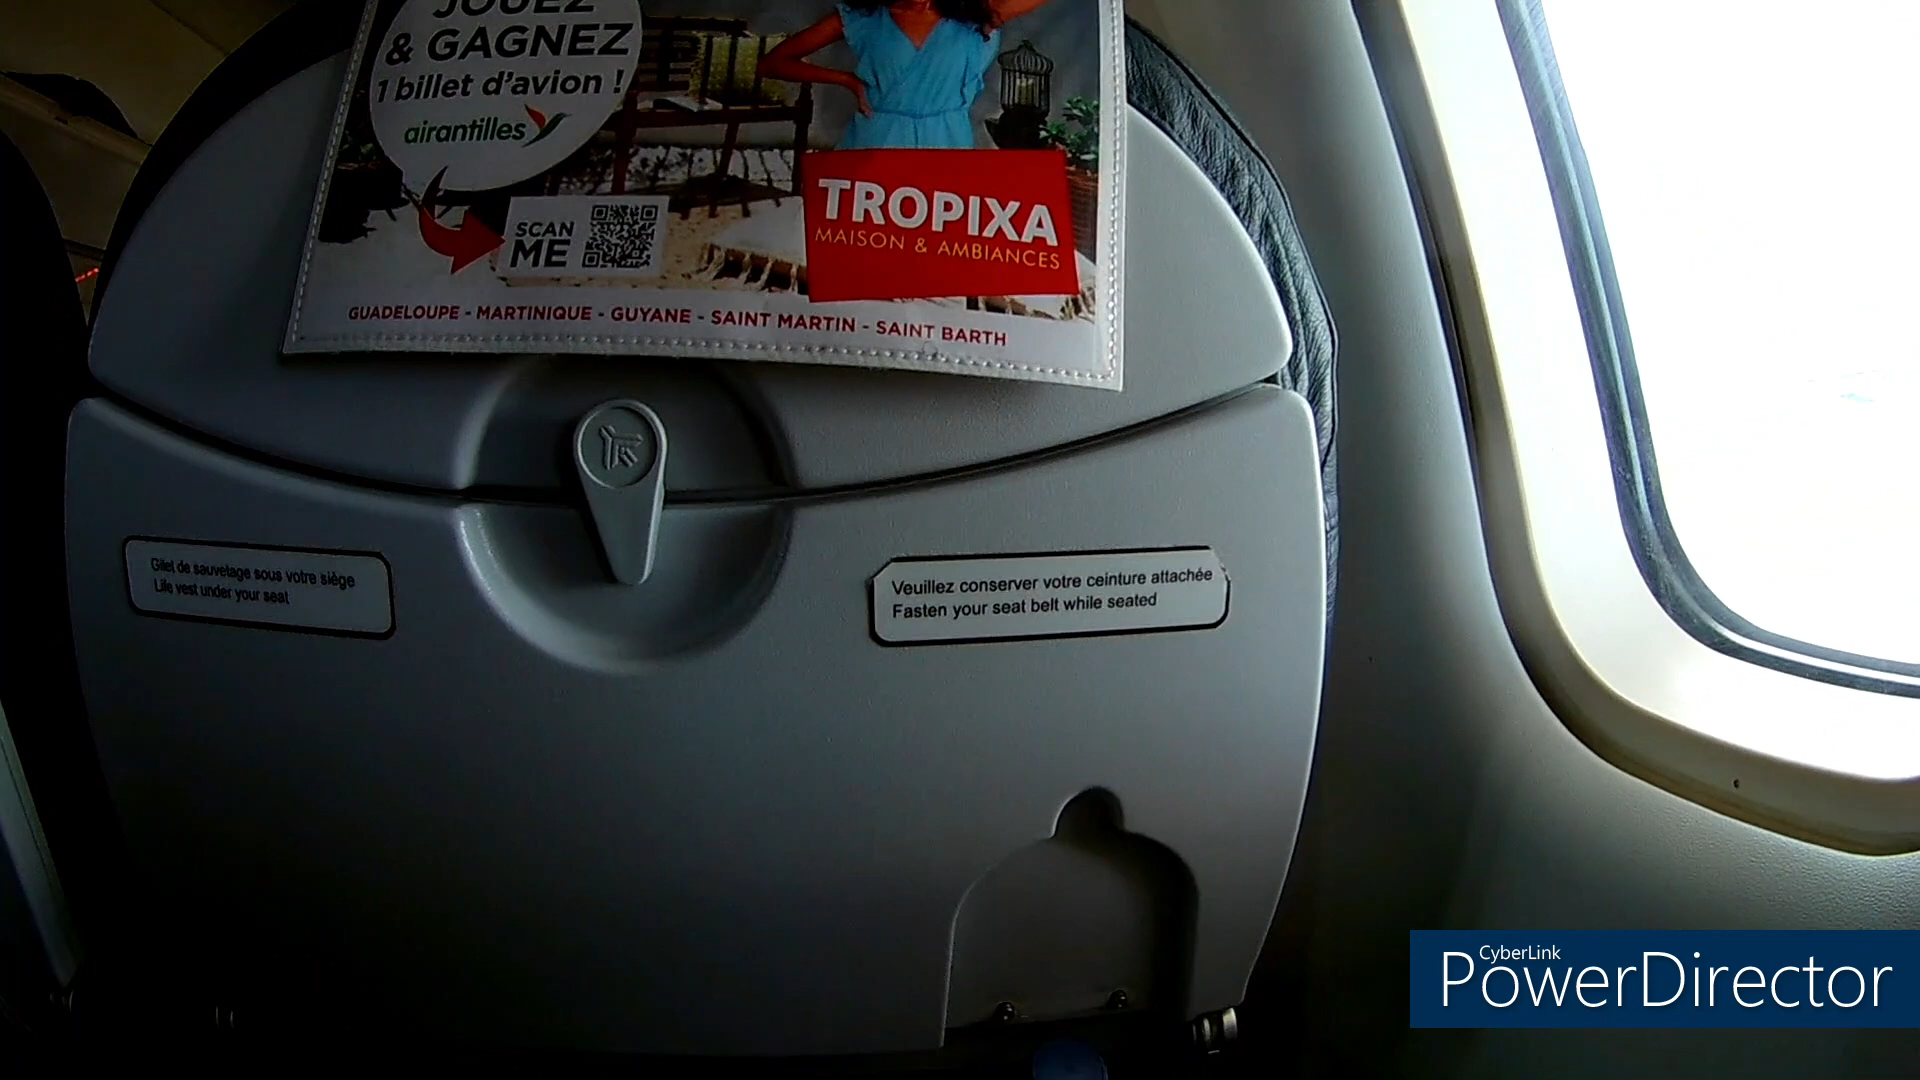 JOUEZ
& GAGNEZ
1 billet d'avion !
airantilles
SCAN
ME
TROPIXA
MAISON & AMBIANCES
GUADELOUPE - MARTINIQUE - GUYANE - SAINT MARTIN - SAINT BARTH
Gilet de sauvetage sous votre siège
Life vest under your seat
Veuillez conserver votre ceinture attachée
Fasten your seat belt while seated
CyberLink
PowerDirector